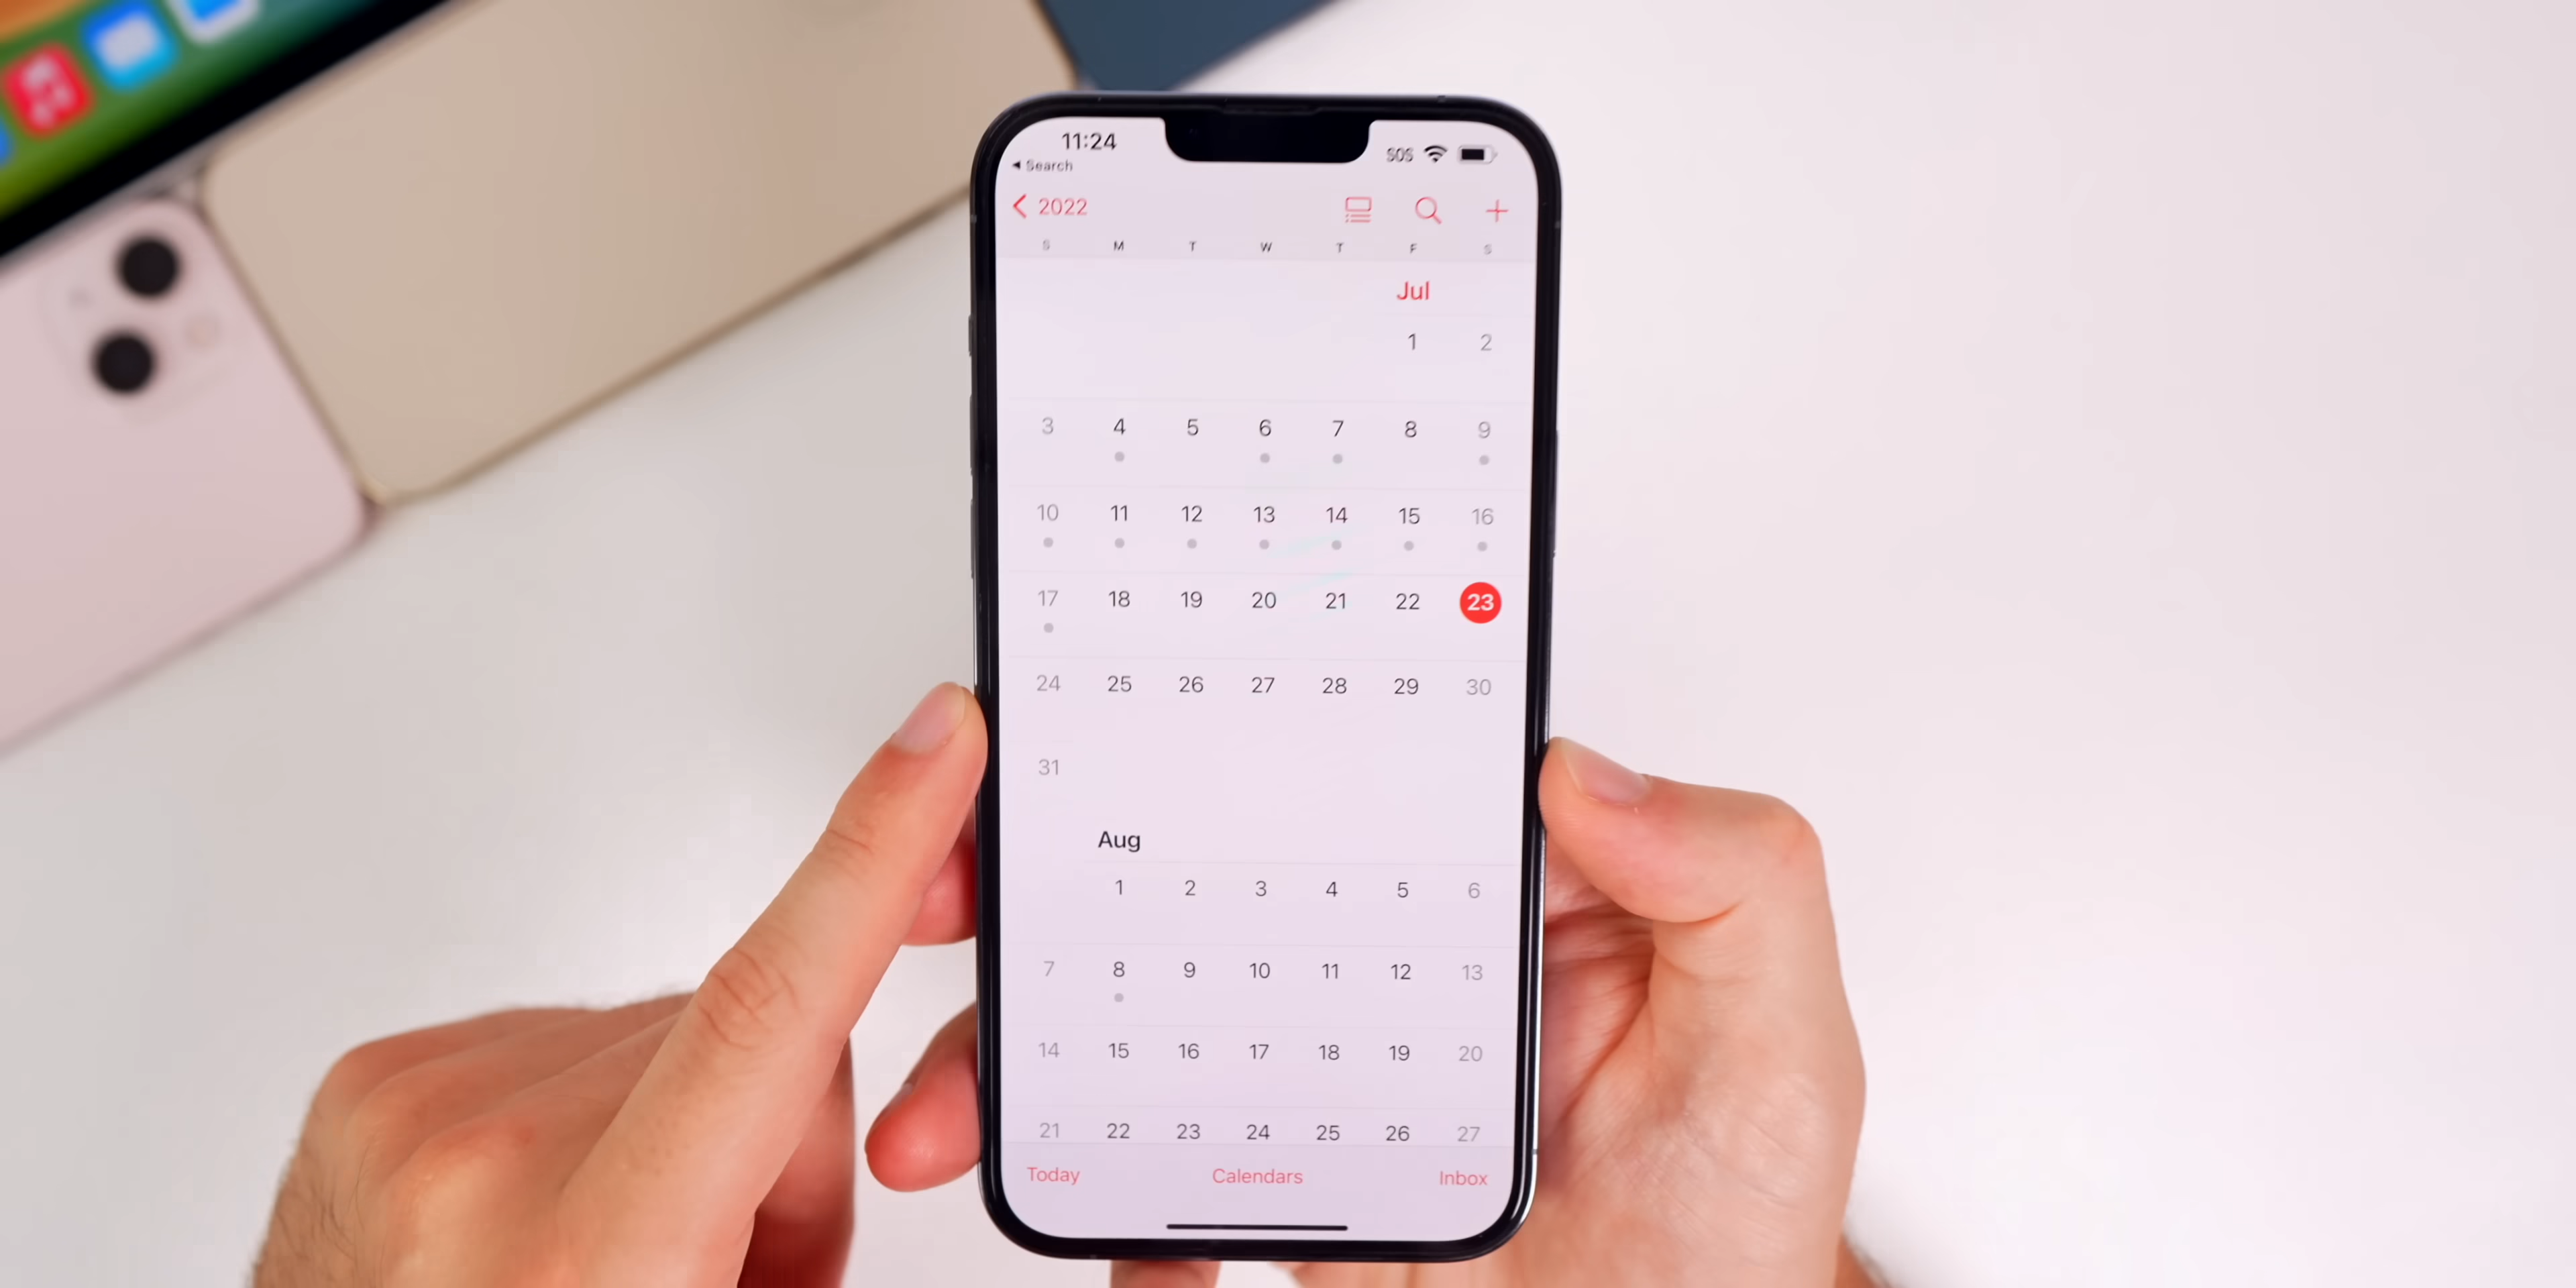 11:24
SOS
◀ Search
2022
S M T W T F S
Jul
1 2
3 4 5 6 7 8 9
10 11 12 13 14 15 16
17 18 19 20 21 22 23
24 25 26 27 28 29 30
31
Aug
1 2 3 4 5 6
7 8 9 10 11 12 13
14 15 16 17 18 19 20
21 22 23 24 25 26 27
Today Calendars Inbox